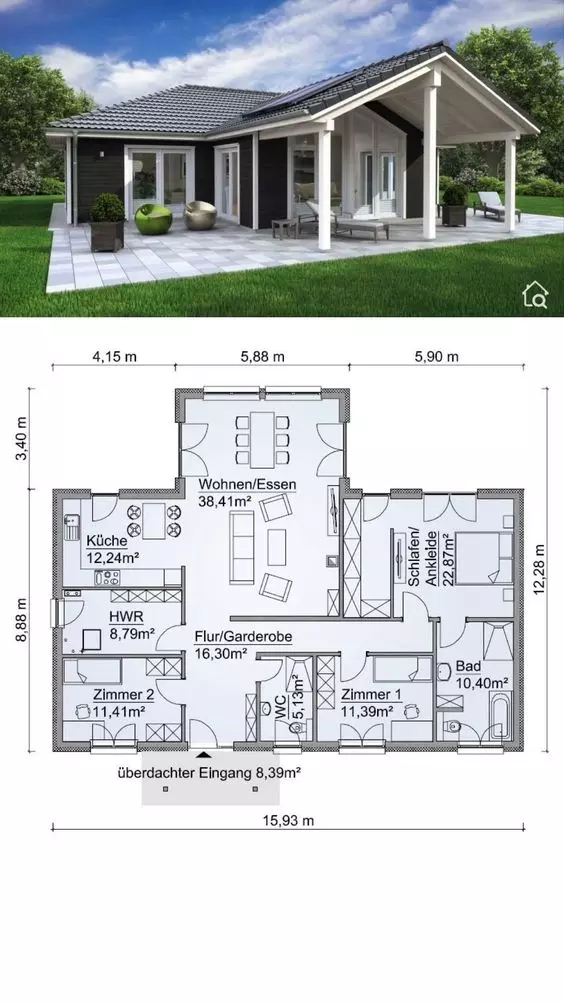 4,15 m
5,88 m
5,90 m
3,40 m
8,88 m
12,28 m
Wohnen/Essen
38,41m²
Küche
12,24m²
Schlafen/
Ankleide
22,87m²
HWR
8,79m²
Flur/Garderobe
16,30m²
Zimmer 2
11,41m²
WC
5,13m²
Zimmer 1
11,39m²
Bad
10,40m²
überdachter Eingang 8,39m²
15,93 m